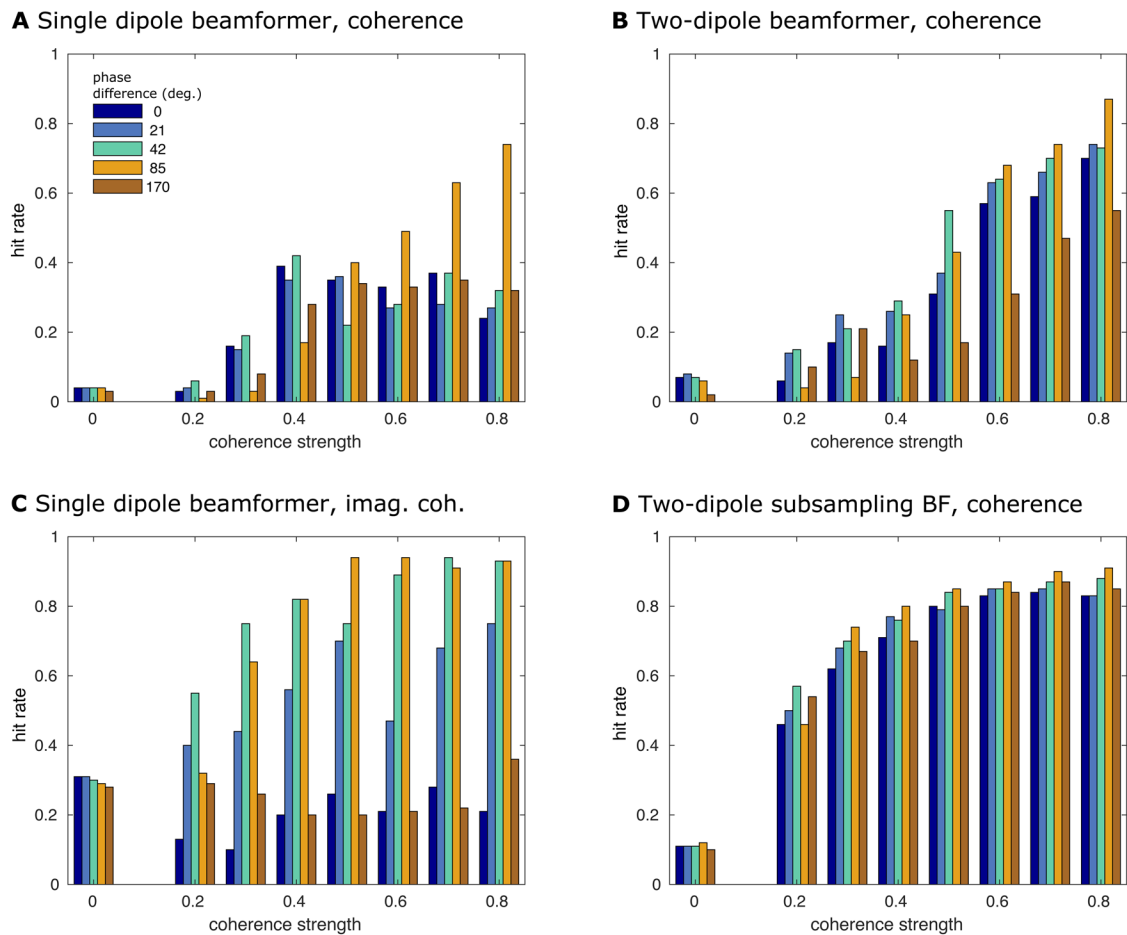 A Single dipole beamformer, coherence
1
0.8
0.6
0.4
0.2
0
hit rate
phase
difference (deg.)
0
21
42
85
170
0 0.2 0.4 0.6 0.8
coherence strength
B Two-dipole beamformer, coherence
1
0.8
0.6
0.4
0.2
0
hit rate
0 0.2 0.4 0.6 0.8
coherence strength
C Single dipole beamformer, imag. coh.
1
0.8
0.6
0.4
0.2
0
hit rate
0 0.2 0.4 0.6 0.8
coherence strength
D Two-dipole subsampling BF, coherence
1
0.8
0.6
0.4
0.2
0
hit rate
0 0.2 0.4 0.6 0.8
coherence strength